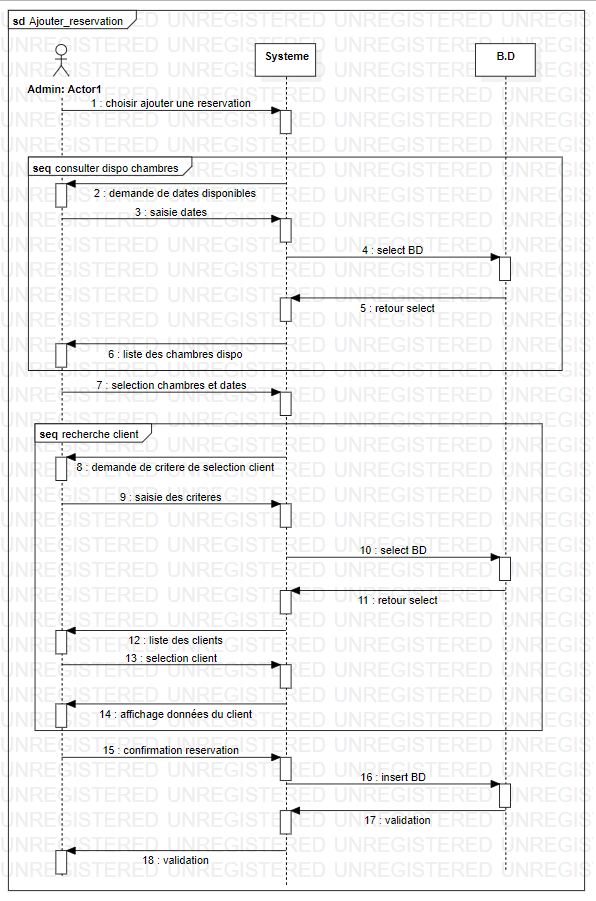 sd Ajouter_reservation
Systeme
B.D
Admin: Actor1
1 : choisir ajouter une reservation
seq consulter dispo chambres
2 : demande de dates disponibles
3 : saisie dates
4 : select BD
5 : retour select
6 : liste des chambres dispo
7 : selection chambres et dates
seq recherche client
8 : demande de critere de selection client
9 : saisie des criteres
10 : select BD
11 : retour select
12 : liste des clients
13 : selection client
14 : affichage données du client
15 : confirmation reservation
16 : insert BD
17 : validation
18 : validation
UNREGISTERED UNREGISTERED UNREGISTERED UNREGIS